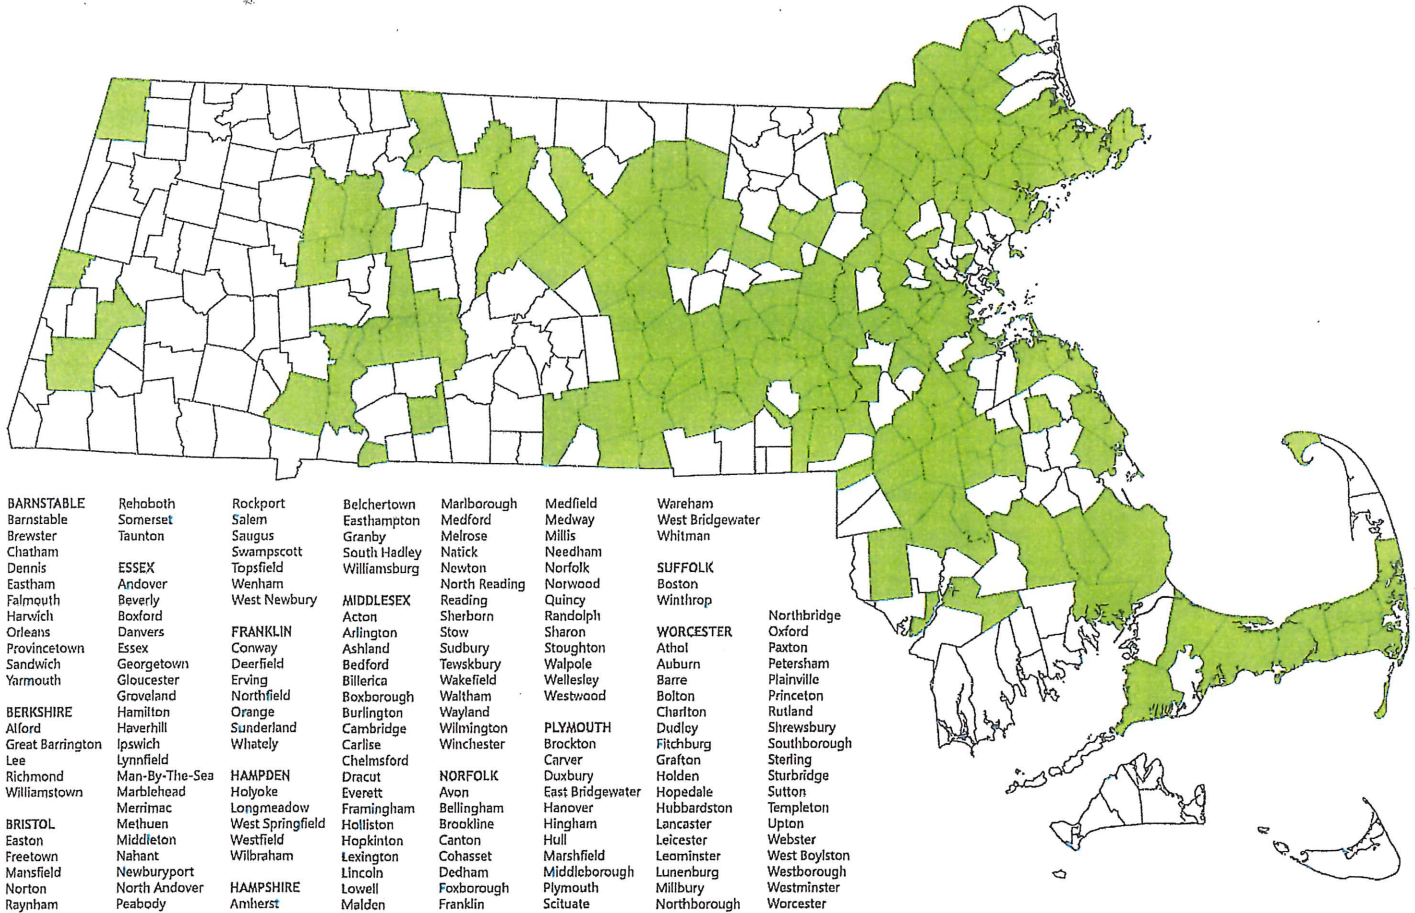 BARNSTABLE
Barnstable
Brewster
Chatham
Dennis
Eastham
Falmouth
Harwich
Orleans
Provincetown
Sandwich
Yarmouth
BERKSHIRE
Alford
Great Barrington
Lee
Richmond
Williamstown
BRISTOL
Easton
Freetown
Mansfield
Norton
Raynham
Rehoboth
Somerset
Taunton
ESSEX
Andover
Beverly
Boxford
Danvers
Essex
Georgetown
Gloucester
Groveland
Hamilton
Haverhill
Ipswich
Lynnfield
Man-By-The-Sea
Marblehead
Merrimac
Methuen
Middleton
Nahant
Newburyport
North Andover
Peabody
Rockport
Salem
Saugus
Swampscott
Topsfield
Wenham
West Newbury
FRANKLIN
Conway
Deerfield
Erving
Northfield
Orange
Sunderland
Whately
HAMPDEN
Holyoke
Longmeadow
West Springfield
Westfield
Wilbraham
HAMPSHIRE
Amherst
Belchertown
Easthampton
Granby
South Hadley
Williamsburg
MIDDLESEX
Acton
Arlington
Ashland
Bedford
Billerica
Boxborough
Burlington
Cambridge
Carlise
Chelmsford
Dracut
Everett
Framingham
Holliston
Hopkinton
Lexington
Lincoln
Lowell
Malden
Marlborough
Medford
Melrose
Natick
Newton
North Reading
Reading
Sherborn
Stow
Sudbury
Tewskbury
Wakefield
Waltham
Wayland
Wilmington
Winchester
NORFOLK
Avon
Bellingham
Brookline
Canton
Cohasset
Dedham
Foxborough
Franklin
Medfield
Medway
Millis
Needham
Norfolk
Norwood
Quincy
Randolph
Sharon
Stoughton
Walpole
Wellesley
Westwood
PLYMOUTH
Brockton
Carver
Duxbury
East Bridgewater
Hanover
Hingham
Hull
Marshfield
Middleborough
Plymouth
Scituate
Wareham
West Bridgewater
Whitman
SUFFOLK
Boston
Winthrop
WORCESTER
Athol
Auburn
Barre
Bolton
Charlton
Dudley
Fitchburg
Grafton
Holden
Hopedale
Hubbardston
Lancaster
Leicester
Leominster
Lunenburg
Millbury
Northborough
Northbridge
Oxford
Paxton
Petersham
Plainville
Princeton
Rutland
Shrewsbury
Southborough
Sterling
Sturbridge
Sutton
Templeton
Upton
Webster
West Boylston
Westborough
Westminster
Worcester